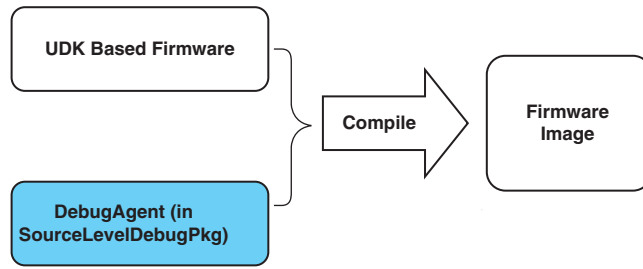 UDK Based Firmware
Compile
Firmware
Image
DebugAgent (in
SourceLevelDebugPkg)